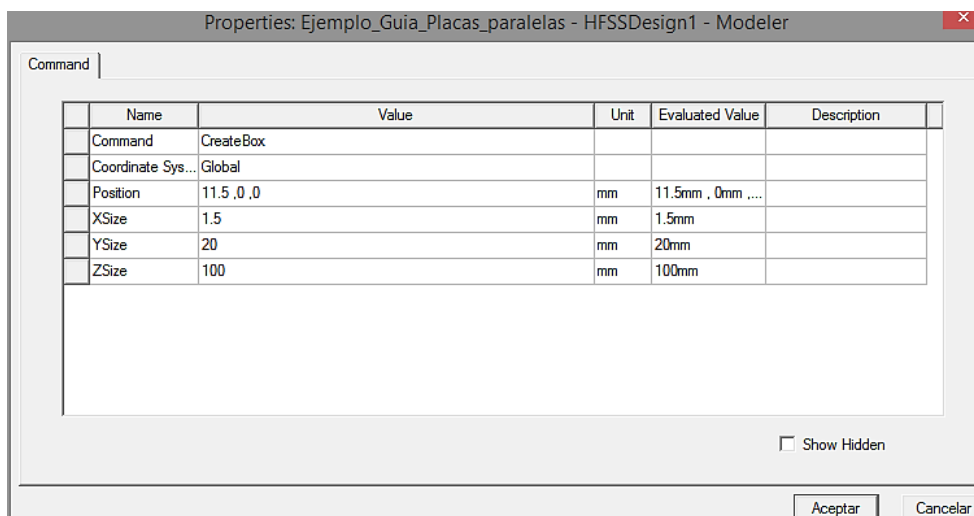 Properties: Ejemplo_Guia_Placas_paralelas - HFSSDesign1 - Modeler
Command
Name Value Unit Evaluated Value Description
Command CreateBox
Coordinate Sys... Global
Position 11.5 ,0 ,0 mm 11.5mm , 0mm ,...
XSize 1.5 mm 1.5mm
YSize 20 mm 20mm
ZSize 100 mm 100mm
Show Hidden
Aceptar Cancelar